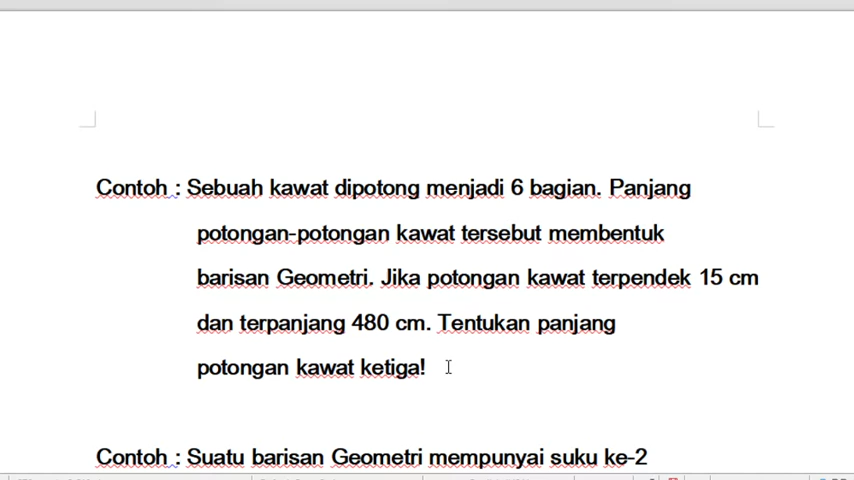 Contoh : Sebuah kawat dipotong menjadi 6 bagian. Panjang
potongan-potongan kawat tersebut membentuk
barisan Geometri. Jika potongan kawat terpendek 15 cm
dan terpanjang 480 cm. Tentukan panjang
potongan kawat ketiga!
Contoh : Suatu barisan Geometri mempunyai suku ke-2